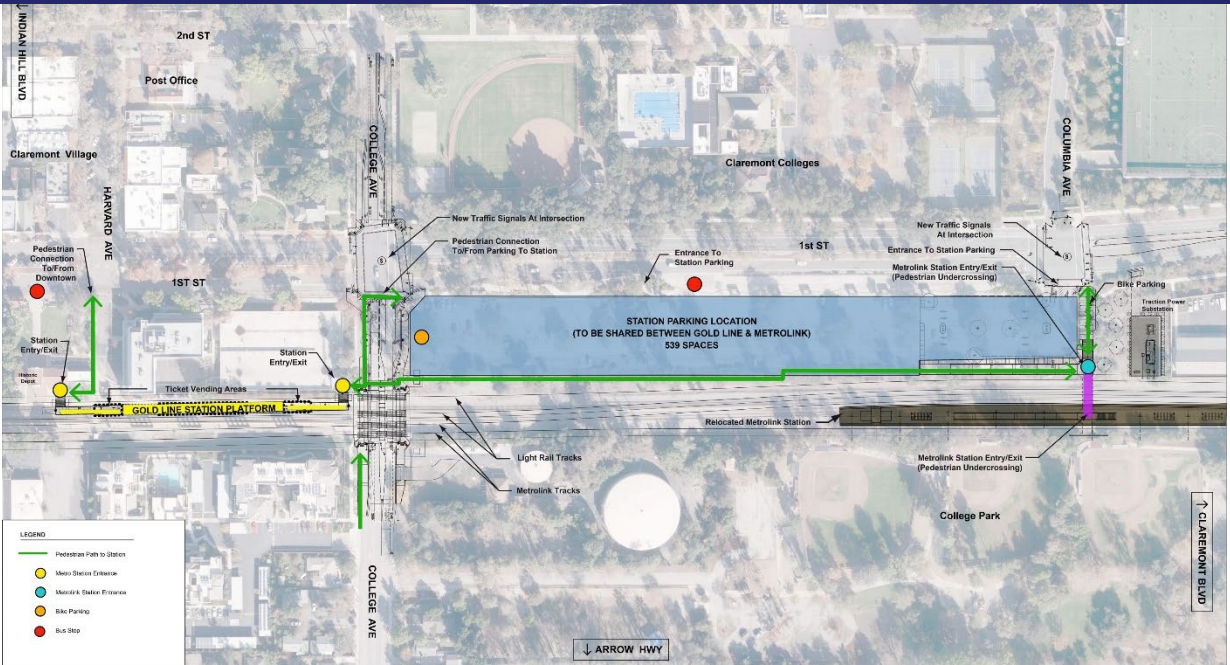 INDIAN HILL BLVD
2nd ST
Post Office
Claremont Village
HARVARD AVE
COLLEGE AVE
Claremont Colleges
COLUMBIA AVE
Pedestrian
Connection
To/From
Downtown
1ST ST
New Traffic Signals At Intersection
Pedestrian Connection
To/From Parking To Station
Entrance To
Station Parking
1st ST
New Traffic Signals
At Intersection
Entrance To Station Parking
Metrolink Station Entry/Exit
(Pedestrian Undercrossing)
Bike Parking
Traction Power
Substation
S
S
STATION PARKING LOCATION
(TO BE SHARED BETWEEN GOLD LINE & METROLINK)
539 SPACES
Station
Entry/Exit
Historic
Depot
Station
Entry/Exit
Ticket Vending Areas
GOLD LINE STATION PLATFORM
Relocated Metrolink Station
Light Rail Tracks
Metrolink Tracks
Metrolink Station Entry/Exit
(Pedestrian Undercrossing)
College Park
CLAREMONT BLVD
COLLEGE AVE
ARROW HWY
LEGEND
Pedestrian Path to Station
Metro Station Entrance
Metrolink Station Entrance
Bike Parking
Bus Stop